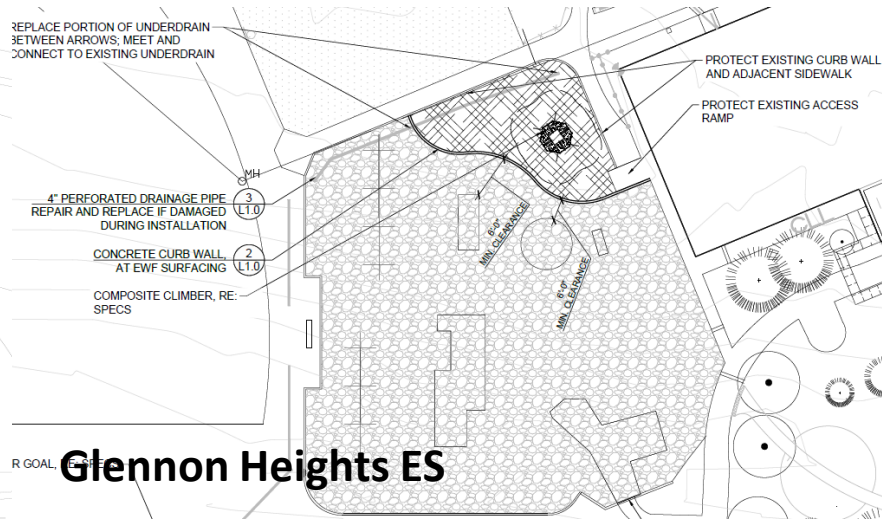 REPLACE PORTION OF UNDERDRAIN
BETWEEN ARROWS; MEET AND
CONNECT TO EXISTING UNDERDRAIN
PROTECT EXISTING CURB WALL
AND ADJACENT SIDEWALK
PROTECT EXISTING ACCESS
RAMP
MH
4" PERFORATED DRAINAGE PIPE
REPAIR AND REPLACE IF DAMAGED
DURING INSTALLATION
3
L1.0
CONCRETE CURB WALL,
AT EWF SURFACING
2
L1.0
COMPOSITE CLIMBER, RE:
SPECS
6'-0"
MIN. CLEARANCE
6'-0"
MIN. CLEARANCE
R GOAL, RE: SPECS
Glennon Heights ES